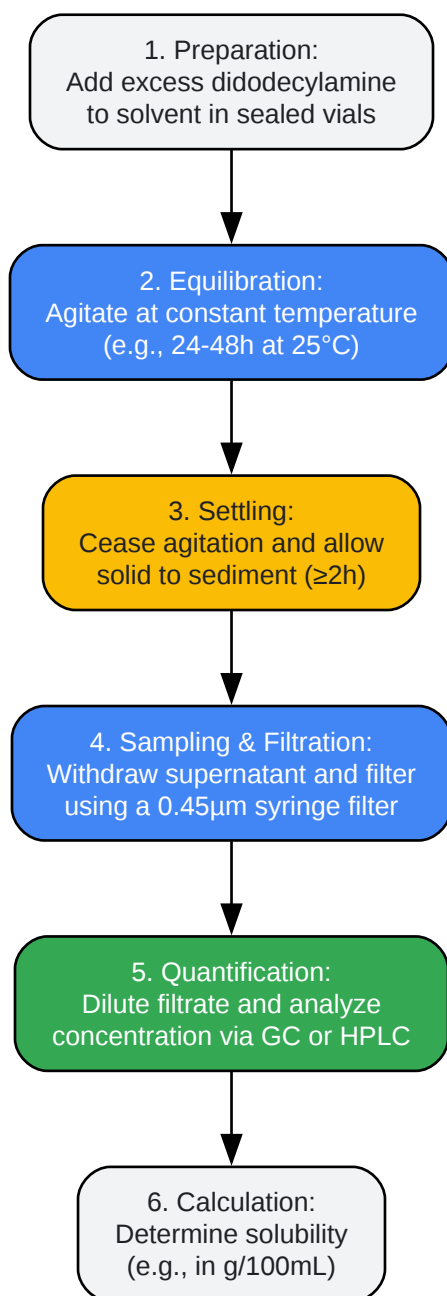 1. Preparation:
Add excess didodecylamine
to solvent in sealed vials
2. Equilibration:
Agitate at constant temperature
(e.g., 24-48h at 25°C)
3. Settling:
Cease agitation and allow
solid to sediment (≥2h)
4. Sampling & Filtration:
Withdraw supernatant and filter
using a 0.45µm syringe filter
5. Quantification:
Dilute filtrate and analyze
concentration via GC or HPLC
6. Calculation:
Determine solubility
(e.g., in g/100mL)